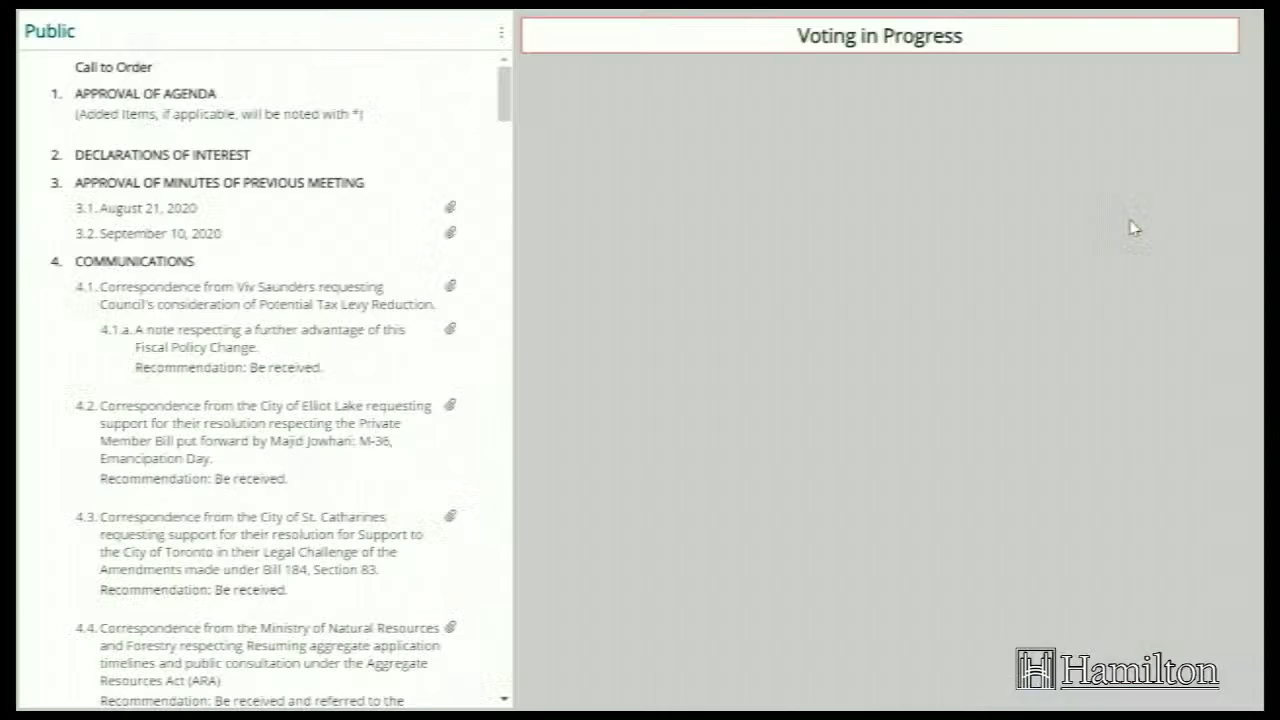 Public
Voting in Progress
Call to Order
1. APPROVAL OF AGENDA
(Added Items, if applicable, will be noted with *)
2. DECLARATIONS OF INTEREST
3. APPROVAL OF MINUTES OF PREVIOUS MEETING
3.1. August 21, 2020
3.2. September 10, 2020
4. COMMUNICATIONS
4.1. Correspondence from Viv Saunders requesting
Council's consideration of Potential Tax Levy Reduction.
4.1.a. A note respecting a further advantage of this
Fiscal Policy Change.
Recommendation: Be received.
4.2. Correspondence from the City of Elliot Lake requesting
support for their resolution respecting the Private
Member Bill put forward by Majid Jowhari: M-36,
Emancipation Day.
Recommendation: Be received.
4.3. Correspondence from the City of St. Catharines
requesting support for their resolution for Support to
the City of Toronto in their Legal Challenge of the
Amendments made under Bill 184, Section 83.
Recommendation: Be received.
4.4. Correspondence from the Ministry of Natural Resources
and Forestry respecting Resuming aggregate application
timelines and public consultation under the Aggregate
Resources Act (ARA)
Recommendation: Be received and referred to the
Hamilton